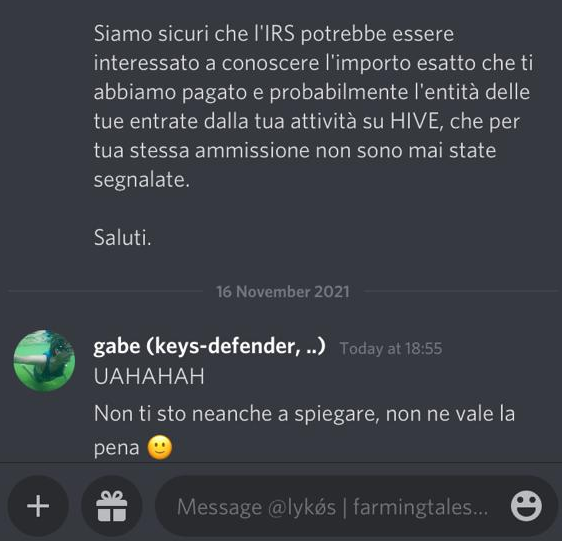 Siamo sicuri che l'IRS potrebbe essere
interessato a conoscere l'importo esatto che ti
abbiamo pagato e probabilmente l'entità delle
tue entrate dalla tua attività su HIVE, che per
tua stessa ammissione non sono mai state
segnalate.
Saluti.
16 November 2021
gabe (keys-defender, ..) Today at 18:55
UAHAHAH
Non ti sto neanche a spiegare, non ne vale la
pena 🙂
Message @lykǿs | farmingtales...